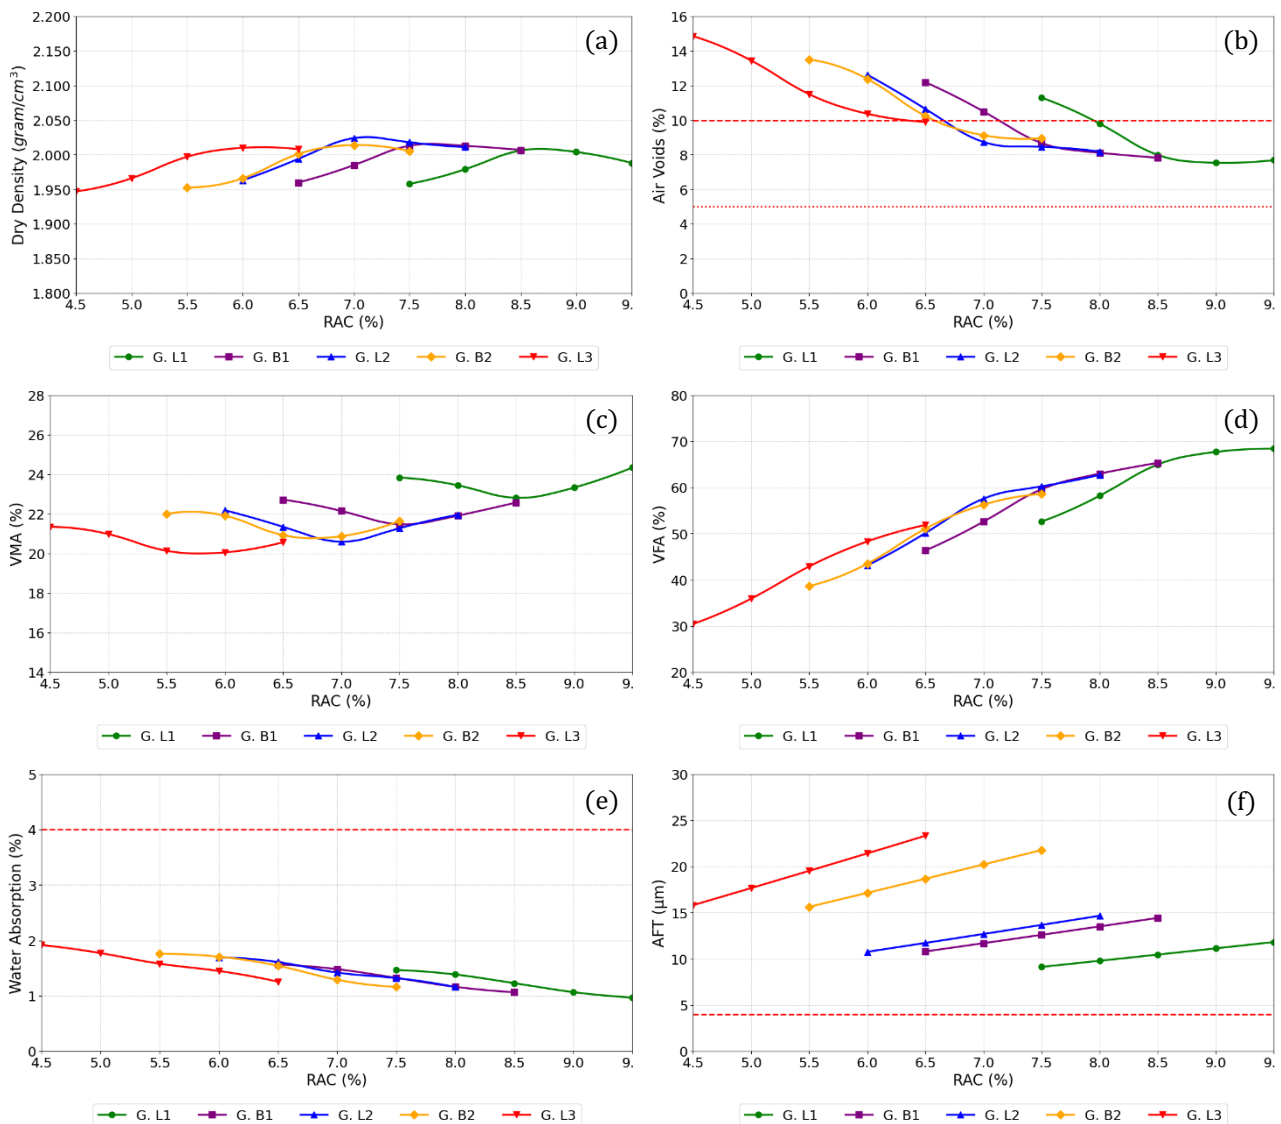 (a)
Dry Density (gram/cm³)
2.200
2.150
2.100
2.050
2.000
1.950
1.900
1.850
1.800
4.5 5.0 5.5 6.0 6.5 7.0 7.5 8.0 8.5 9.0 9.
RAC (%)
G. L1 G. B1 G. L2 G. B2 G. L3
(b)
Air Voids (%)
16
14
12
10
8
6
4
2
0
4.5 5.0 5.5 6.0 6.5 7.0 7.5 8.0 8.5 9.0 9.
RAC (%)
G. L1 G. B1 G. L2 G. B2 G. L3
(c)
VMA (%)
28
26
24
22
20
18
16
14
4.5 5.0 5.5 6.0 6.5 7.0 7.5 8.0 8.5 9.0 9.
RAC (%)
G. L1 G. B1 G. L2 G. B2 G. L3
(d)
VFA (%)
80
70
60
50
40
30
20
4.5 5.0 5.5 6.0 6.5 7.0 7.5 8.0 8.5 9.0 9.
RAC (%)
G. L1 G. B1 G. L2 G. B2 G. L3
(e)
Water Absorption (%)
5
4
3
2
1
0
4.5 5.0 5.5 6.0 6.5 7.0 7.5 8.0 8.5 9.0 9.
RAC (%)
G. L1 G. B1 G. L2 G. B2 G. L3
(f)
AFT (μm)
30
25
20
15
10
5
0
4.5 5.0 5.5 6.0 6.5 7.0 7.5 8.0 8.5 9.0 9.
RAC (%)
G. L1 G. B1 G. L2 G. B2 G. L3